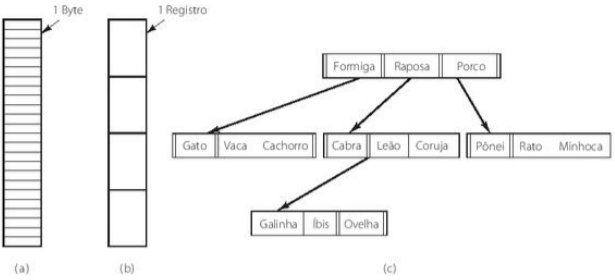 1 Byte
1 Registro
Formiga Raposa Porco
Gato Vaca Cachorro
Cabra Leão Coruja
Pônei Rato Minhoca
Galinha Íbis Ovelha
(a)
(b)
(c)